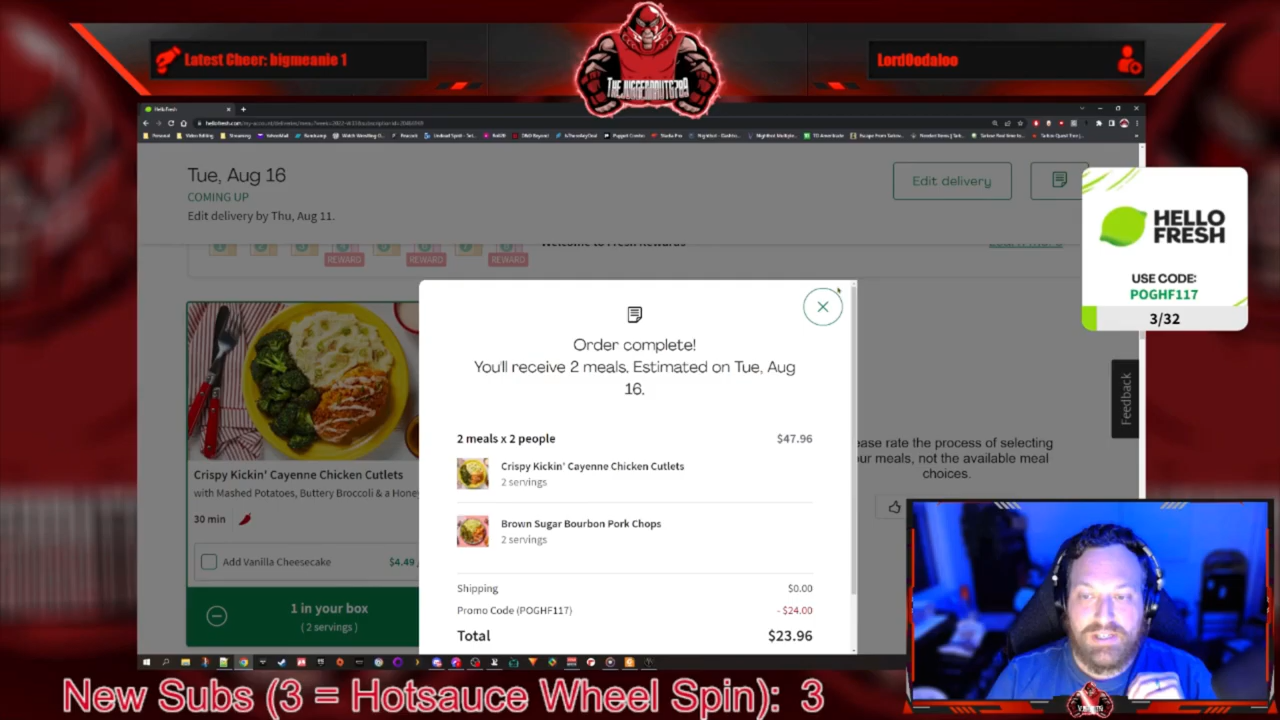 Latest Cheer: bigmeanie 1
THEJUGGERNAUT6789
LordOodaloo
HelloFresh
Tue, Aug 16
COMING UP
Edit delivery by Thu, Aug 11.
Edit delivery
REWARD
REWARD
REWARD
Welcome to Fresh Rewards
HELLO
FRESH
USE CODE:
POGHF117
3/32
Feedback
Order complete!
You'll receive 2 meals. Estimated on Tue, Aug
16.
2 meals x 2 people $47.96
Crispy Kickin' Cayenne Chicken Cutlets
2 servings
Brown Sugar Bourbon Pork Chops
2 servings
Shipping $0.00
Promo Code (POGHF117) - $24.00
Total $23.96
Crispy Kickin' Cayenne Chicken Cutlets
with Mashed Potatoes, Buttery Broccoli & a Honey
30 min
Add Vanilla Cheesecake $4.49
1 in your box
( 2 servings )
ease rate the process of selecting
ur meals, not the available meal
choices.
New Subs (3 = Hotsauce Wheel Spin): 3